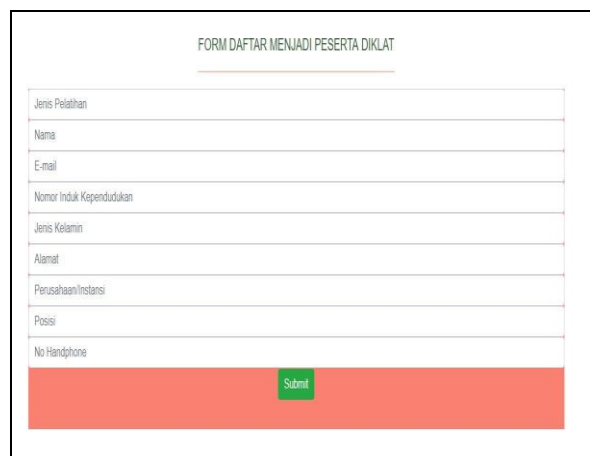 FORM DAFTAR MENJADI PESERTA DIKLAT
Jenis Pelatihan
Nama
E-mail
Nomor Induk Kependudukan
Jenis Kelamin
Alamat
Perusahaan/Instansi
Posisi
No Handphone
Submit